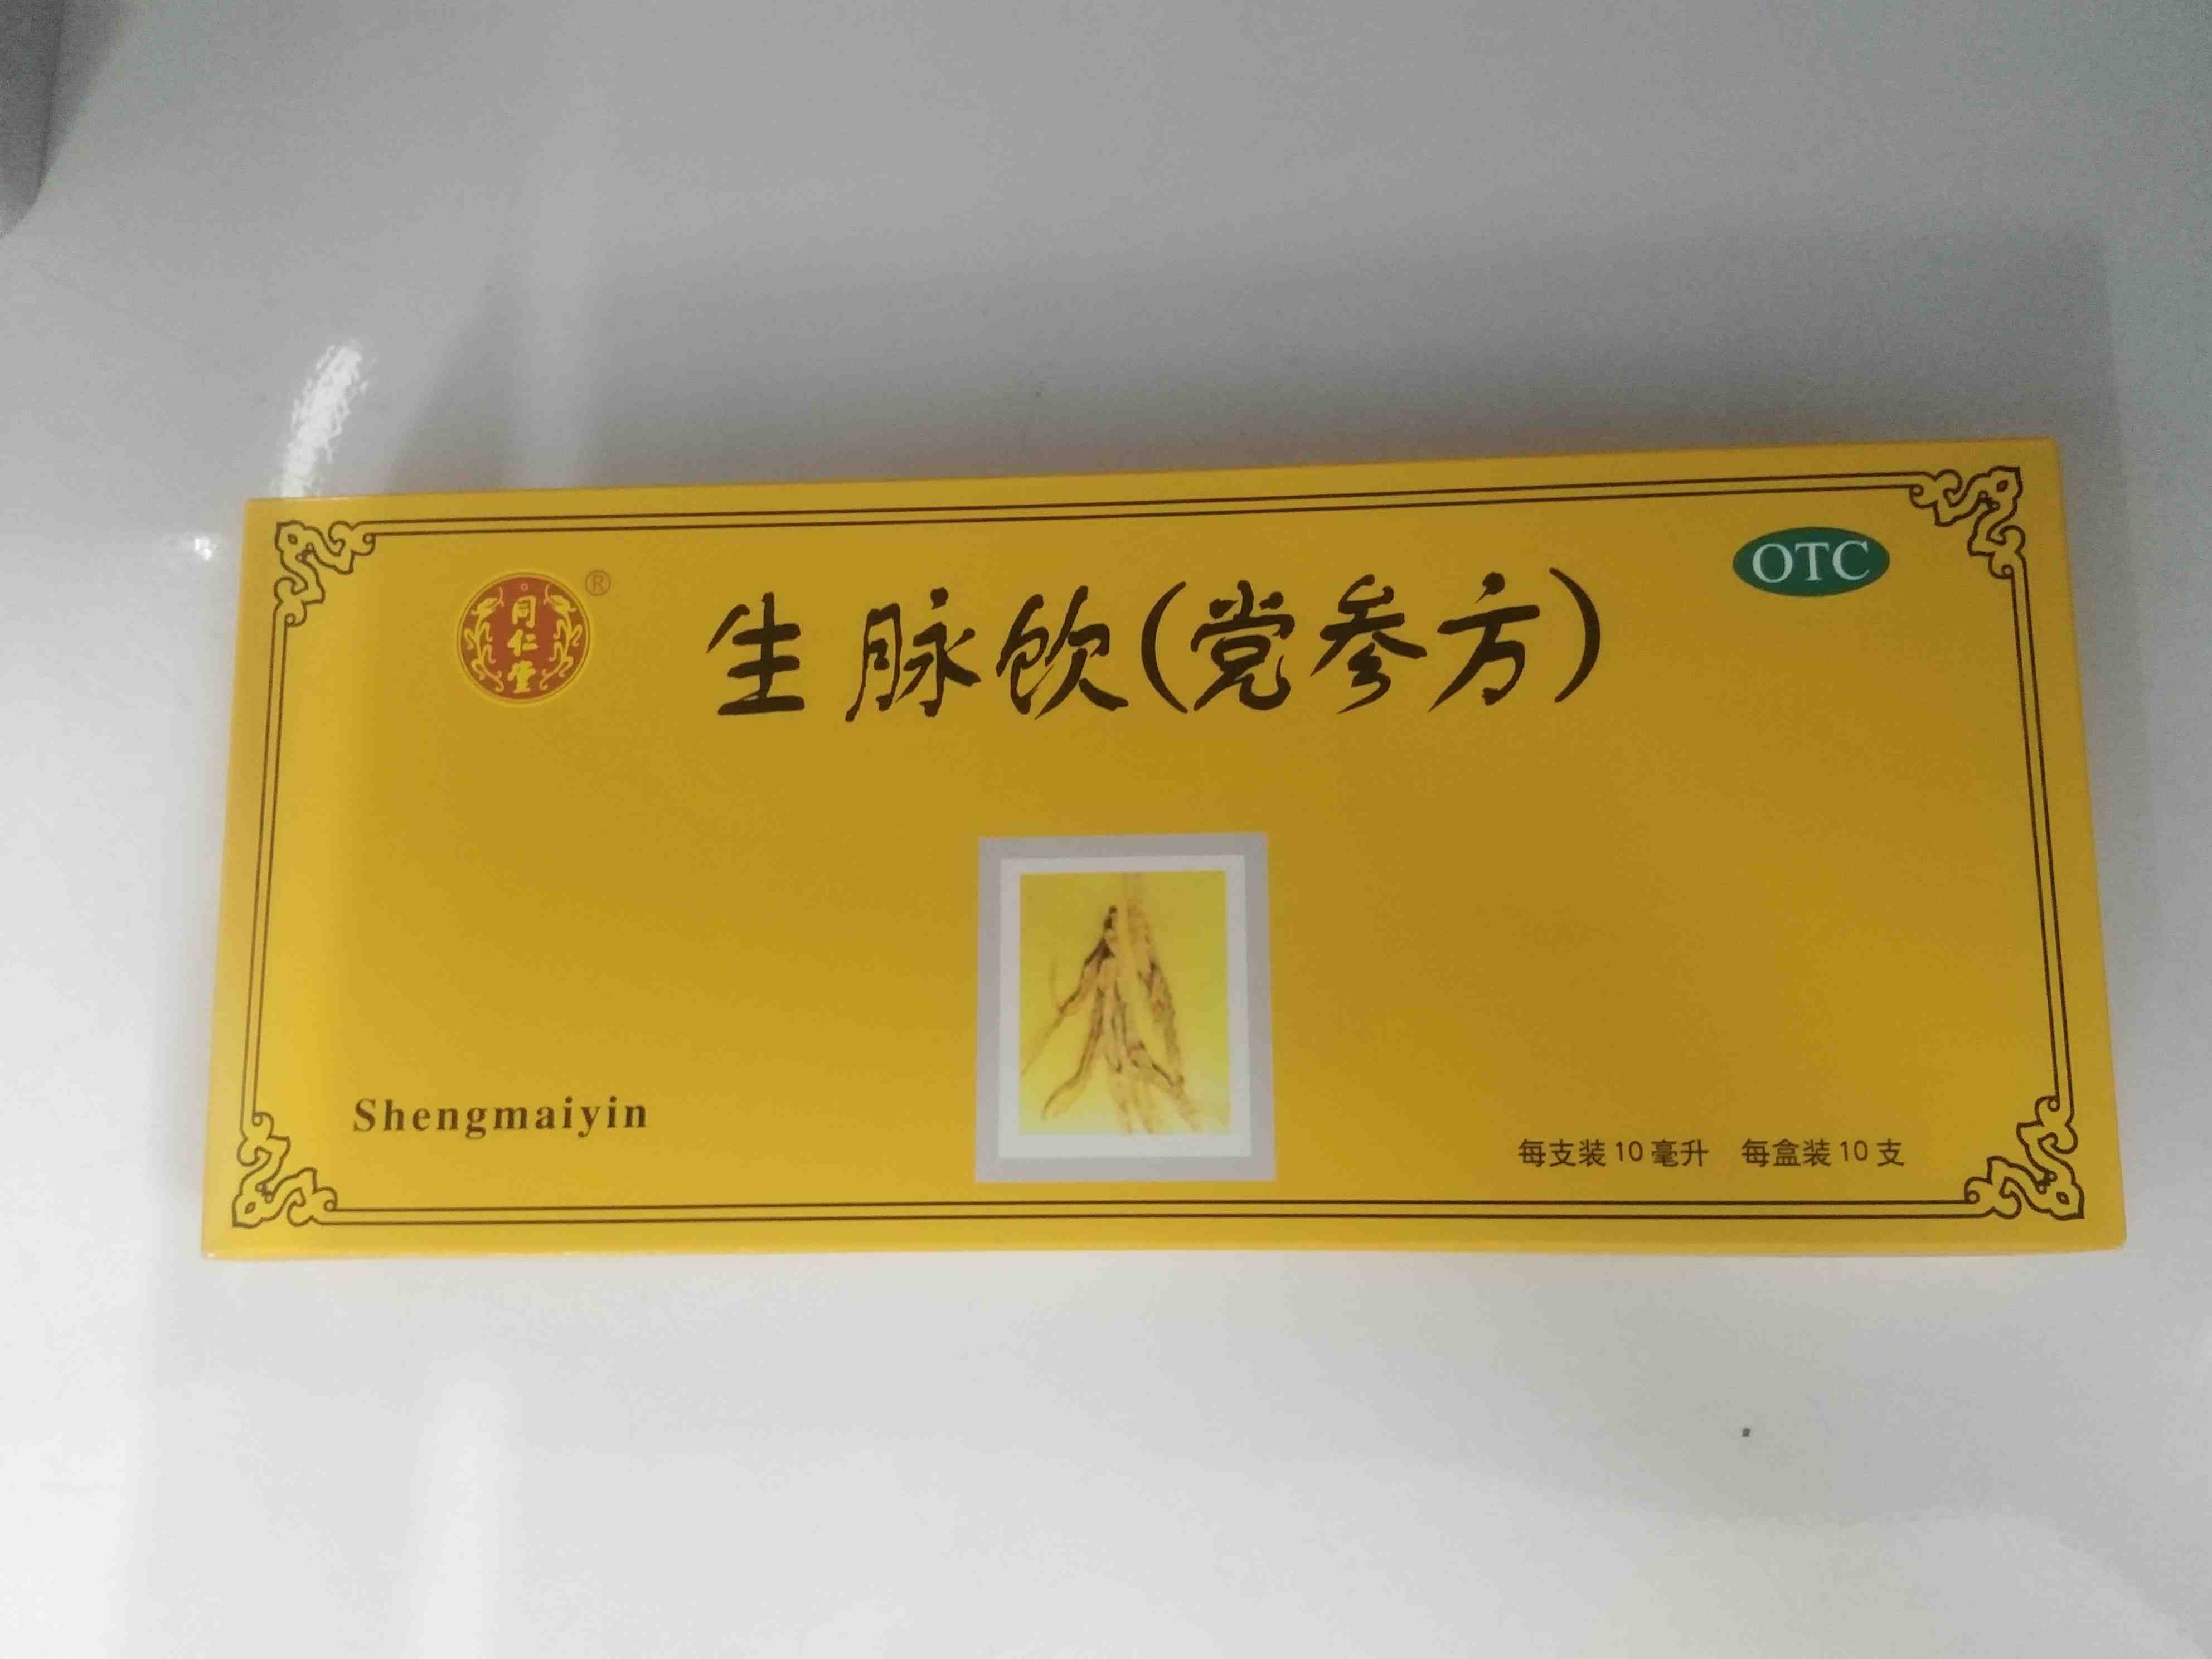 同仁堂
®
生脉饮(党参方)
OTC
Shengmaiyin
每支装10毫升 每盒装10支